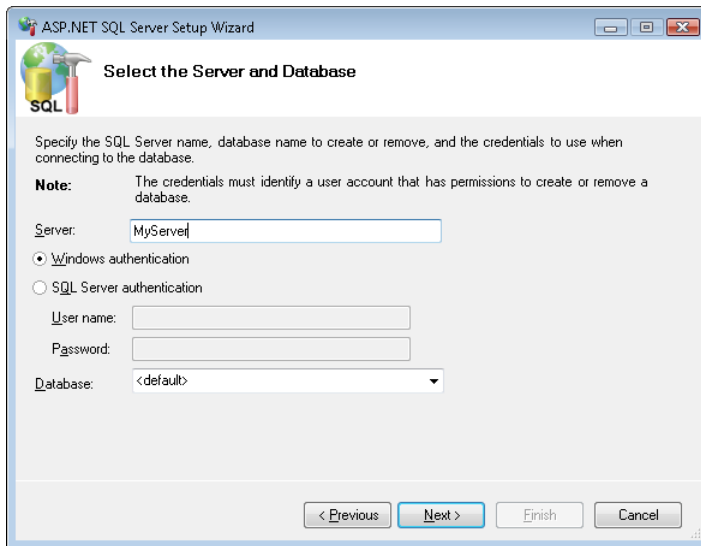 ASP.NET SQL Server Setup Wizard
SQL
Select the Server and Database
Specify the SQL Server name, database name to create or remove, and the credentials to use when
connecting to the database.
Note: The credentials must identify a user account that has permissions to create or remove a
database.
Server: MyServer
Windows authentication
SQL Server authentication
User name:
Password:
Database: <default>
< Previous Next > Finish Cancel